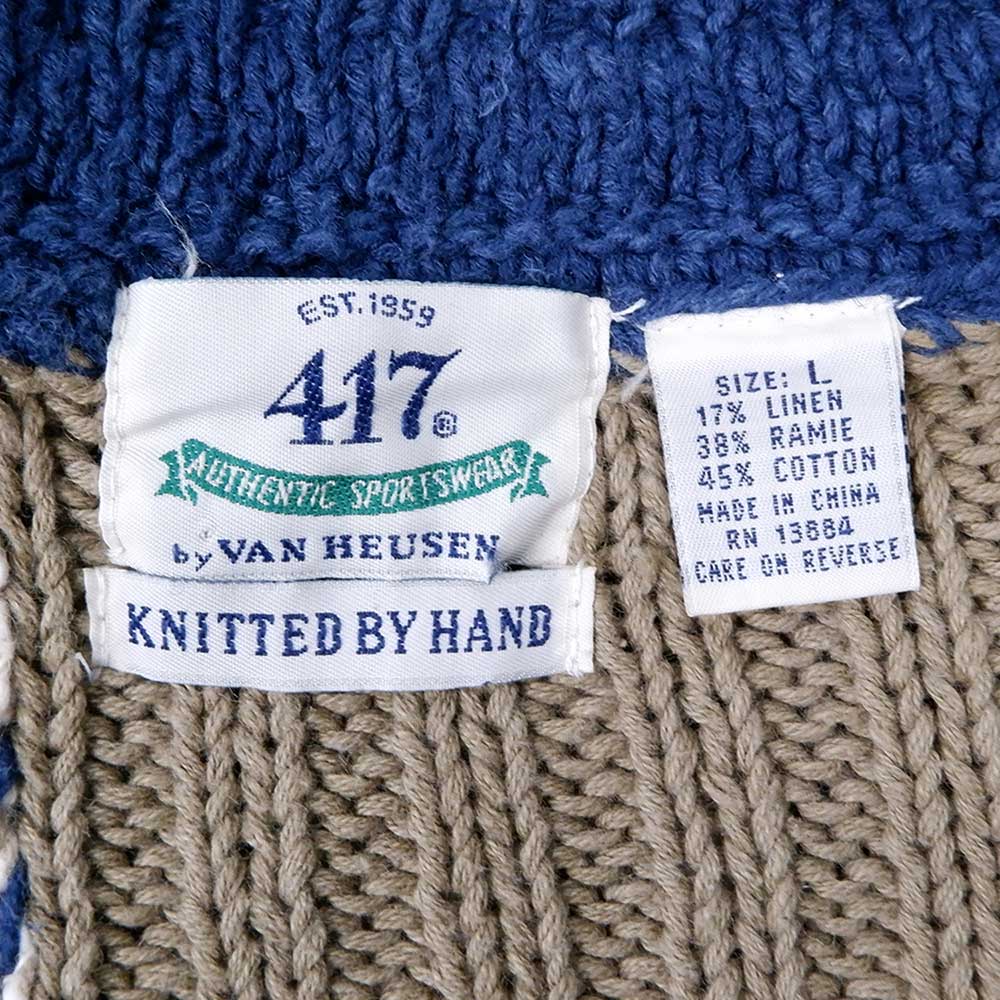 EST.1959
417®
AUTHENTIC SPORTSWEAR
by VAN HEUSEN
KNITTED BY HAND
SIZE: L
17% LINEN
38% RAMIE
45% COTTON
MADE IN CHINA
RN 13884
CARE ON REVERSE